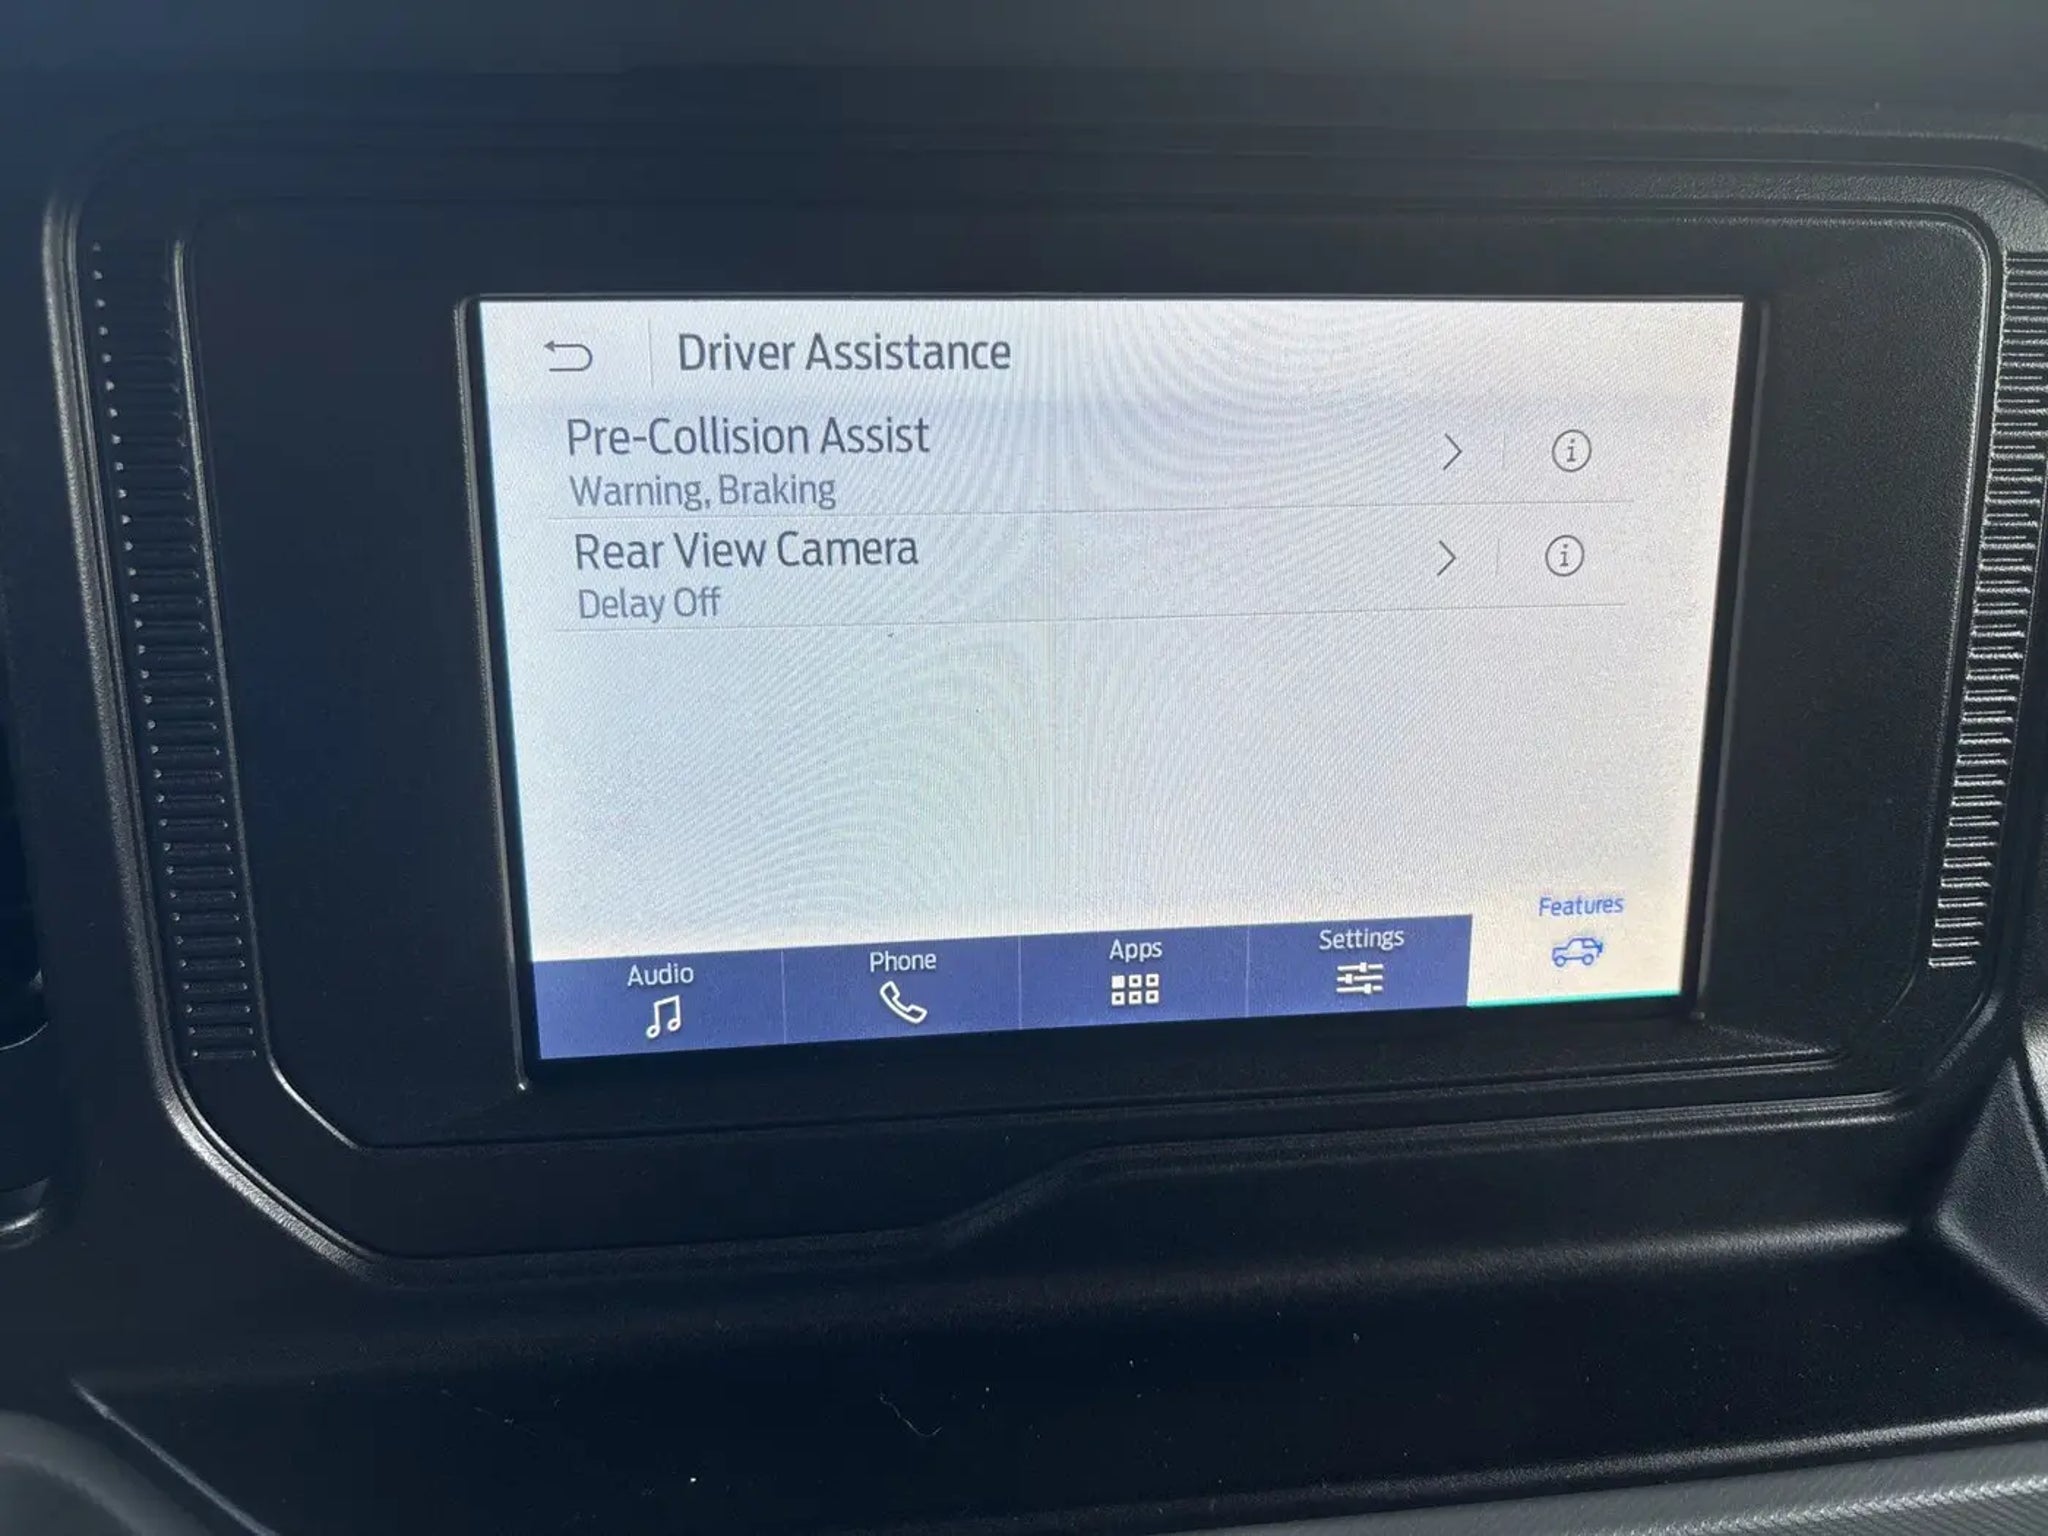 Driver Assistance
Pre-Collision Assist
Warning, Braking
Rear View Camera
Delay Off
Audio
Phone
Apps
Settings
Features